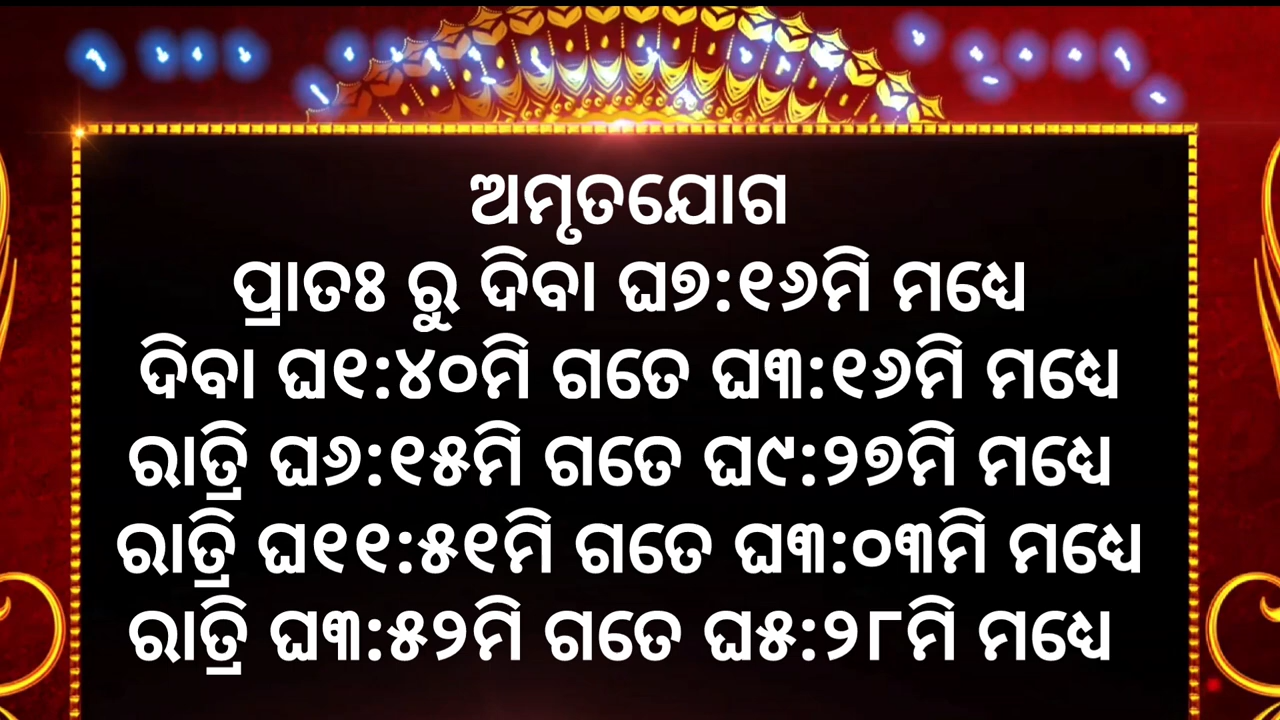 ଅମୃତଯୋଗ
ପ୍ରାତଃ ରୁ ଦିବା ଘ୭:୧୬ମି ମଧ୍ୟେ
ଦିବା ଘ୧:୪୦ମି ଗତେ ଘ୩:୧୬ମି ମଧ୍ୟେ
ରାତ୍ରି ଘ୬:୧୫ମି ଗତେ ଘ୯:୨୭ମି ମଧ୍ୟେ
ରାତ୍ରି ଘ୧୧:୫୧ମି ଗତେ ଘ୩:୦୩ମି ମଧ୍ୟେ
ରାତ୍ରି ଘ୩:୫୨ମି ଗତେ ଘ୫:୨୮ମି ମଧ୍ୟେ